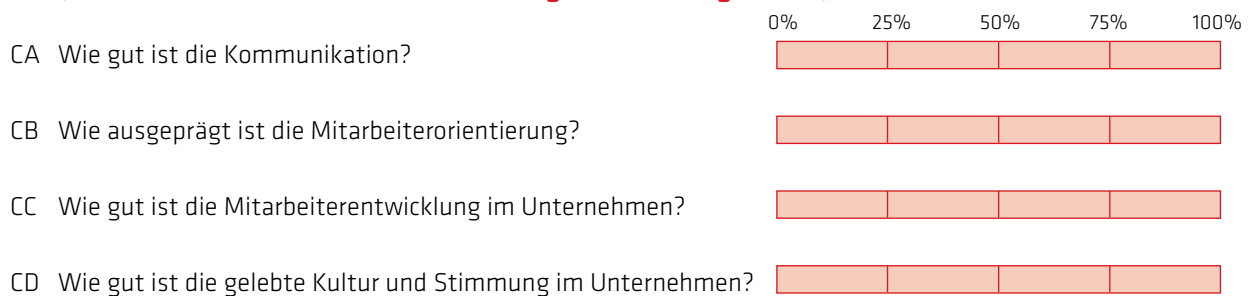 0% 25% 50% 75% 100%
CA Wie gut ist die Kommunikation?
CB Wie ausgeprägt ist die Mitarbeiterorientierung?
CC Wie gut ist die Mitarbeiterentwicklung im Unternehmen?
CD Wie gut ist die gelebte Kultur und Stimmung im Unternehmen?